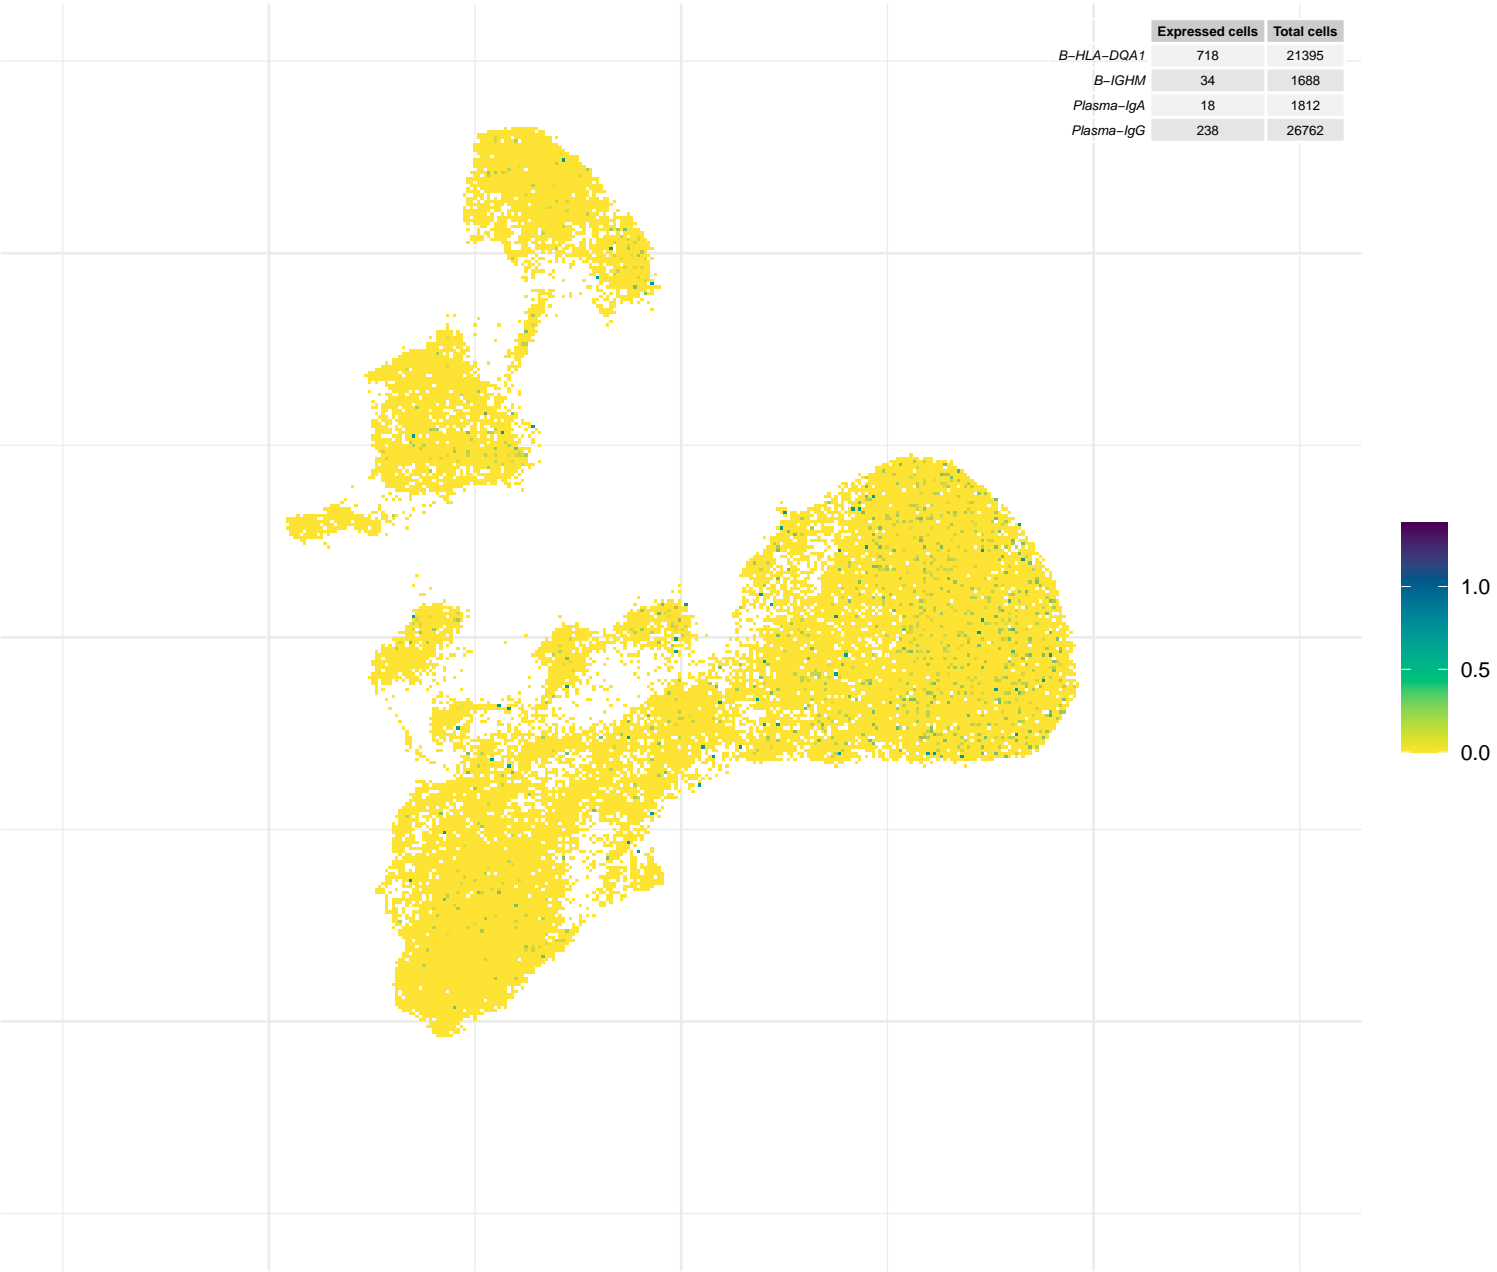 Expressed cells Total cells
B−HLA−DQA1 718 21395
B−IGHM 34 1688
Plasma−IgA 18 1812
Plasma−IgG 238 26762
1.0
0.5
0.0